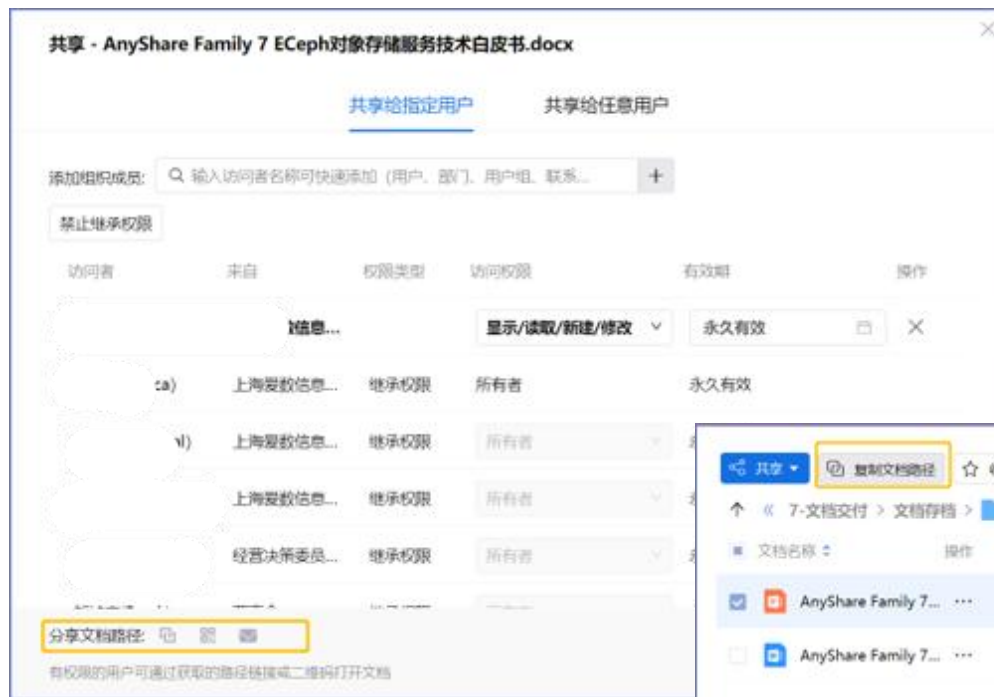 共享 - AnyShare Family 7 ECeph对象存储服务技术白皮书.docx
共享给指定用户 共享给任意用户
添加组织成员: 输入访问者名称可快速添加 (用户、部门、用户组、联系...
禁止继承权限
访问者 来自 权限类型 访问权限 有效期 操作
信息... 显示/读取/新建/修改 永久有效
ca) 上海爱数信息... 继承权限 所有者 永久有效
上海爱数信息... 继承权限 所有者
上海爱数信息... 继承权限 所有者
经营决策委员... 继承权限 所有者
分享文档路径:
有权限的用户可通过获取的路径链接或二维码打开文档
共享 复制文档路径
7-文档交付 > 文档存档 >
文档名称 操作
AnyShare Family 7... ···
AnyShare Family 7... ···